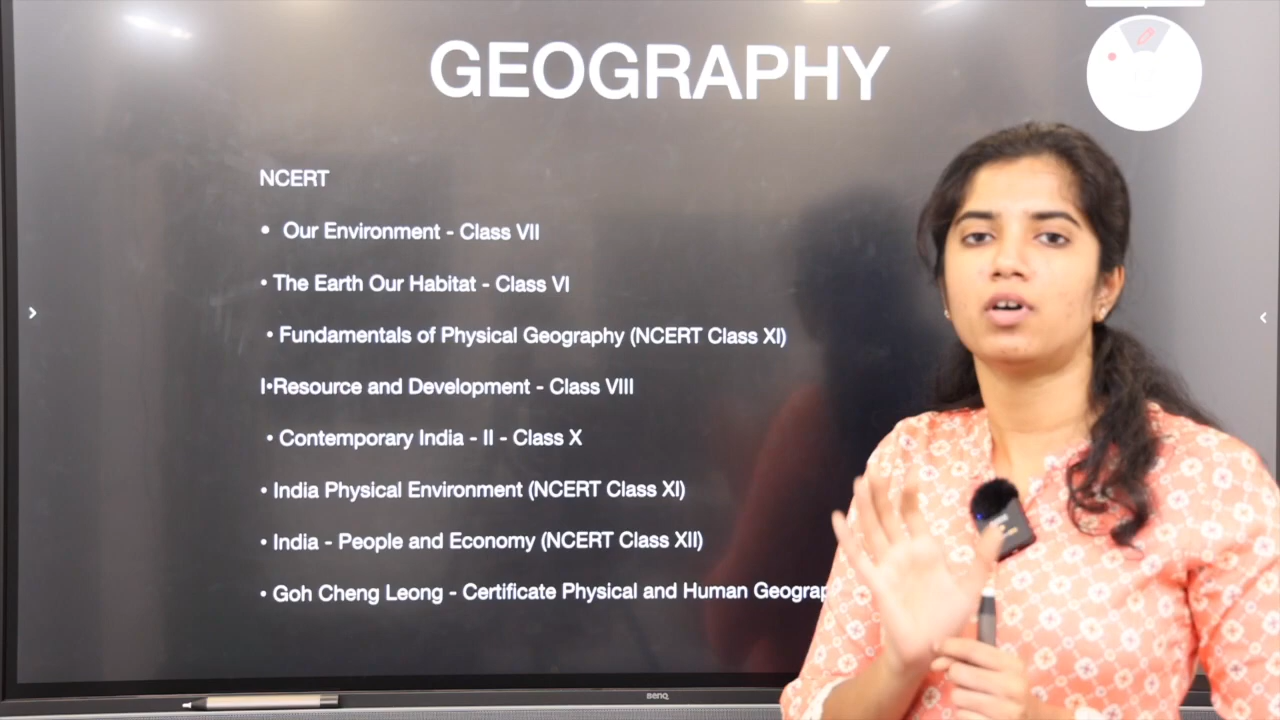 GEOGRAPHY
NCERT
• Our Environment - Class VII
• The Earth Our Habitat - Class VI
• Fundamentals of Physical Geography (NCERT Class XI)
I•Resource and Development - Class VIII
• Contemporary India - II - Class X
• India Physical Environment (NCERT Class XI)
• India - People and Economy (NCERT Class XII)
• Goh Cheng Leong - Certificate Physical and Human Geograp
BenQ